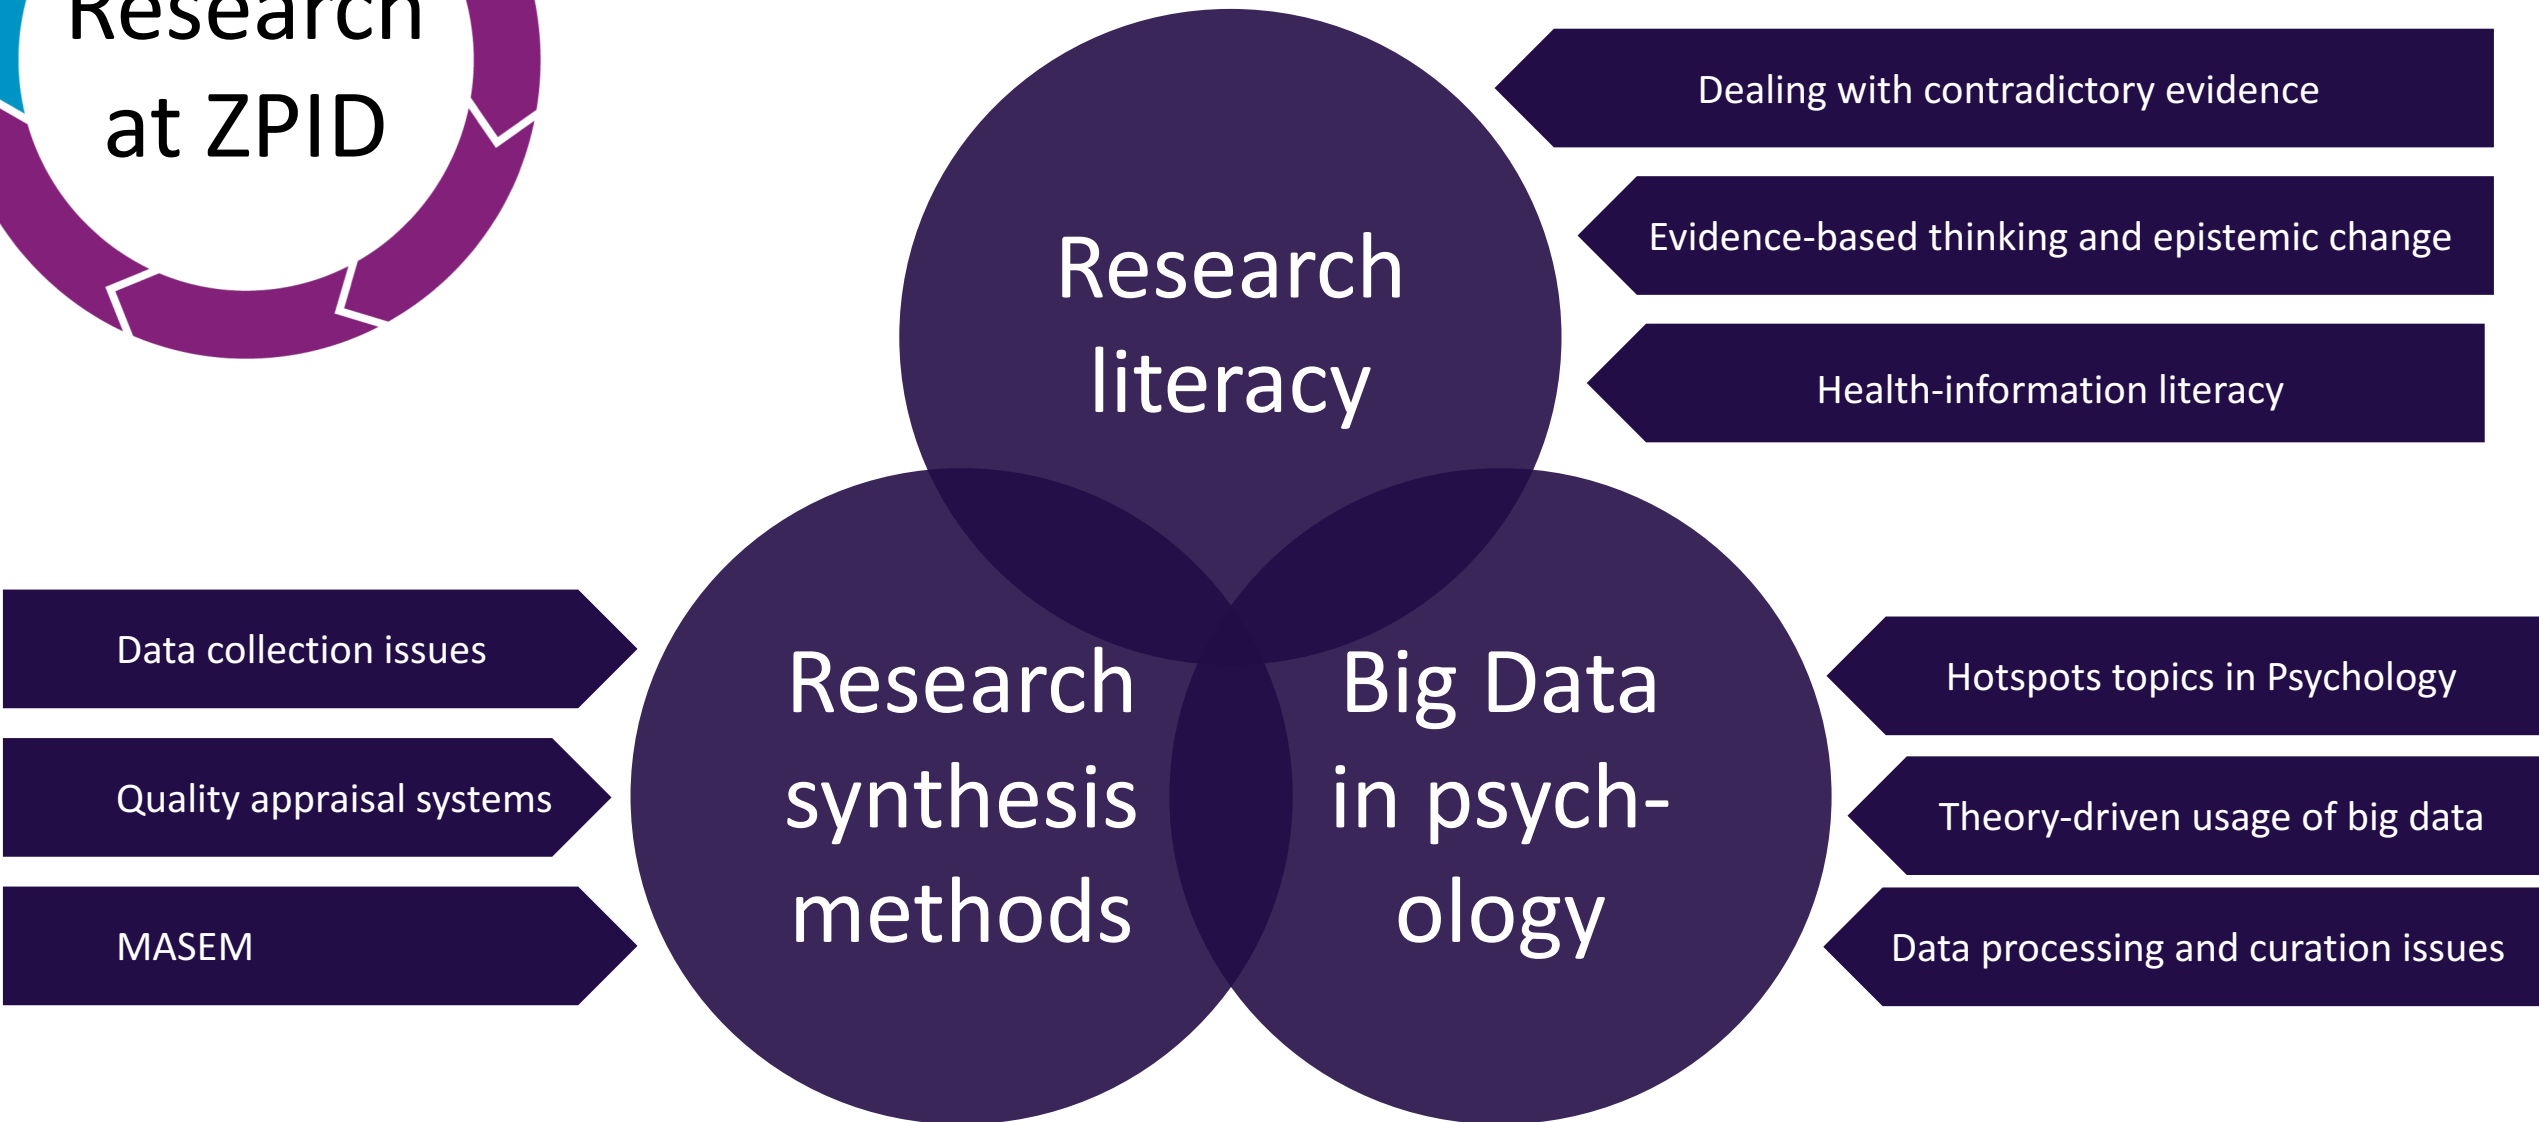 Research
at ZPID
Research
literacy
Dealing with contradictory evidence
Evidence-based thinking and epistemic change
Health-information literacy
Data collection issues
Quality appraisal systems
MASEM
Research
synthesis
methods
Big Data
in psych-
ology
Hotspots topics in Psychology
Theory-driven usage of big data
Data processing and curation issues